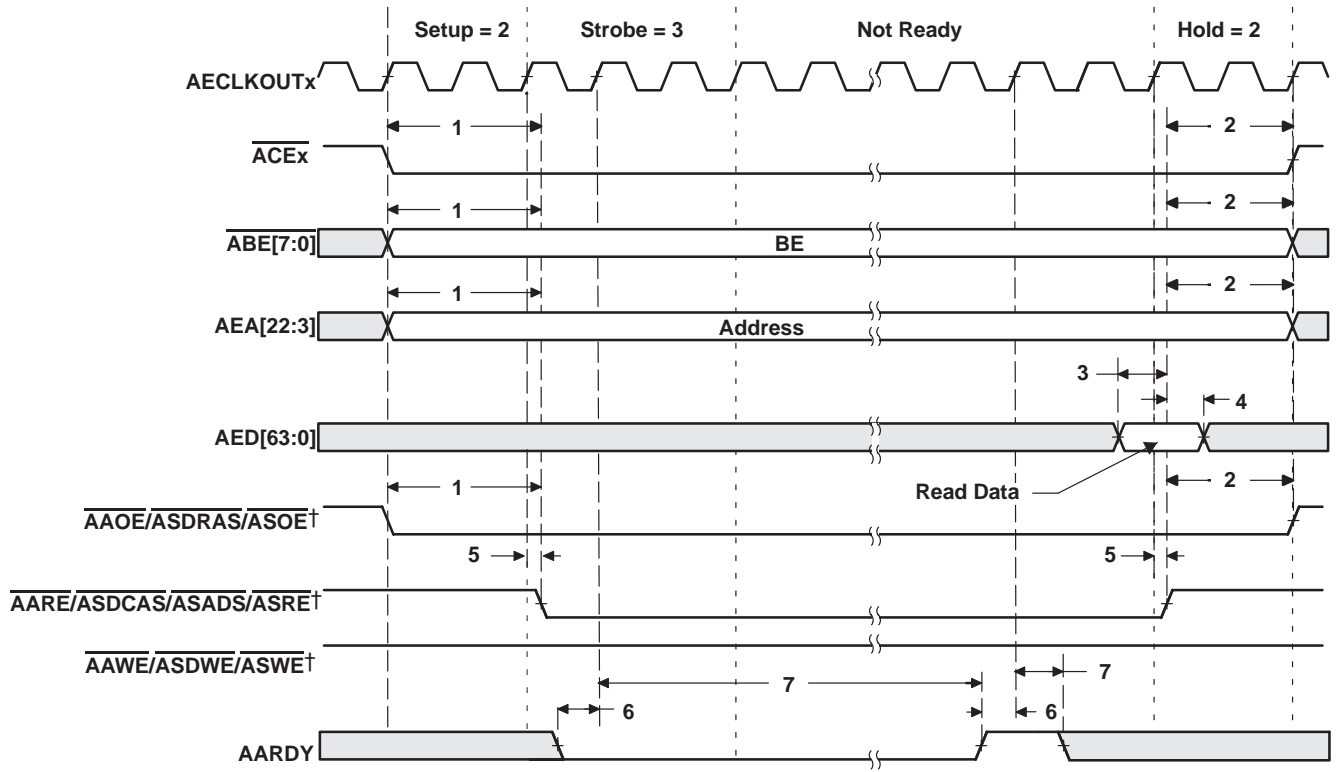 Setup = 2 Strobe = 3 Not Ready Hold = 2
AECLKOUTx
1 2
ACEx
1 2
ABE[7:0] BE
1 2
AEA[22:3] Address
3
4
AED[63:0]
Read Data
1 2
AAOE/ASDRAS/ASOE†
5 5
AARE/ASDCAS/ASADS/ASRE†
AAWE/ASDWE/ASWE†
7 7
6 6
AARDY